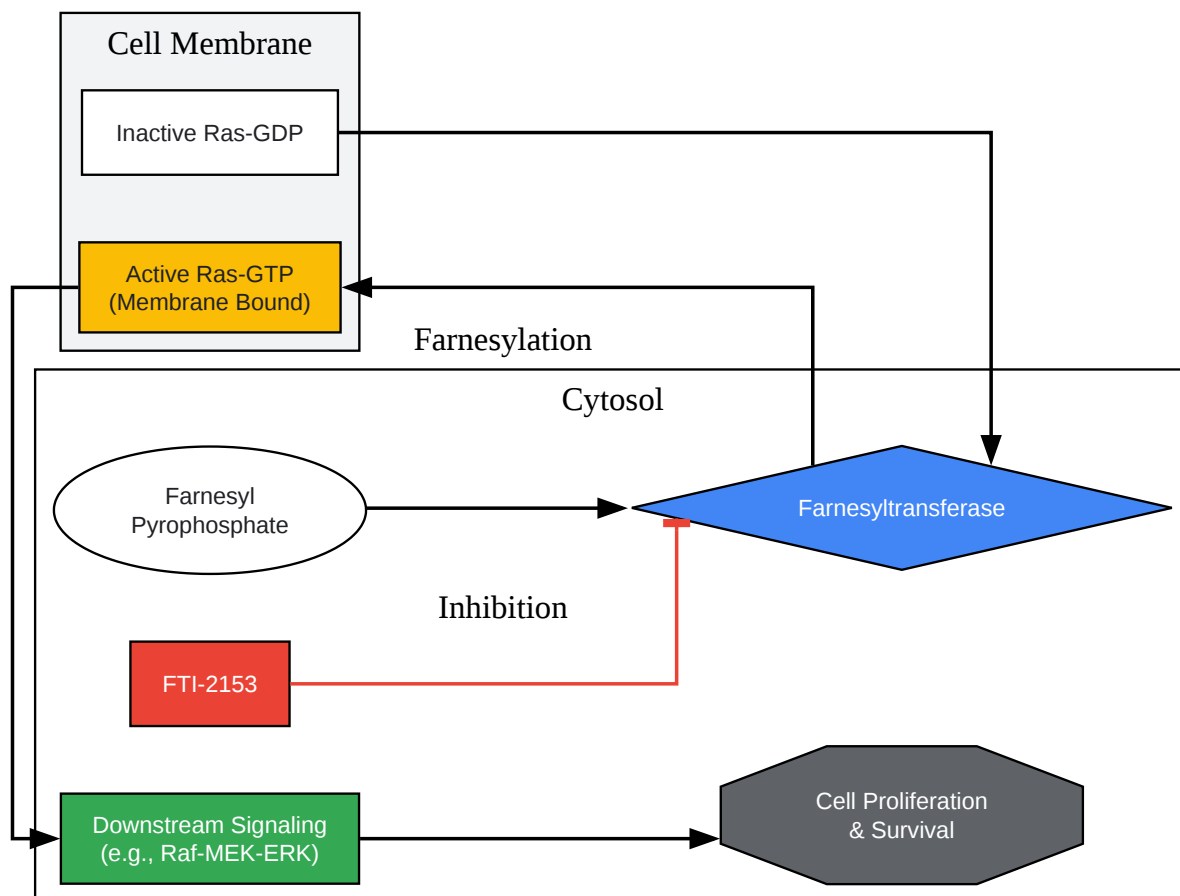 Cell Membrane
Inactive Ras-GDP
Active Ras-GTP
(Membrane Bound)
Farnesylation
Cytosol
Farnesyl
Pyrophosphate
Farnesyltransferase
Inhibition
FTI-2153
Downstream Signaling
(e.g., Raf-MEK-ERK)
Cell Proliferation
& Survival